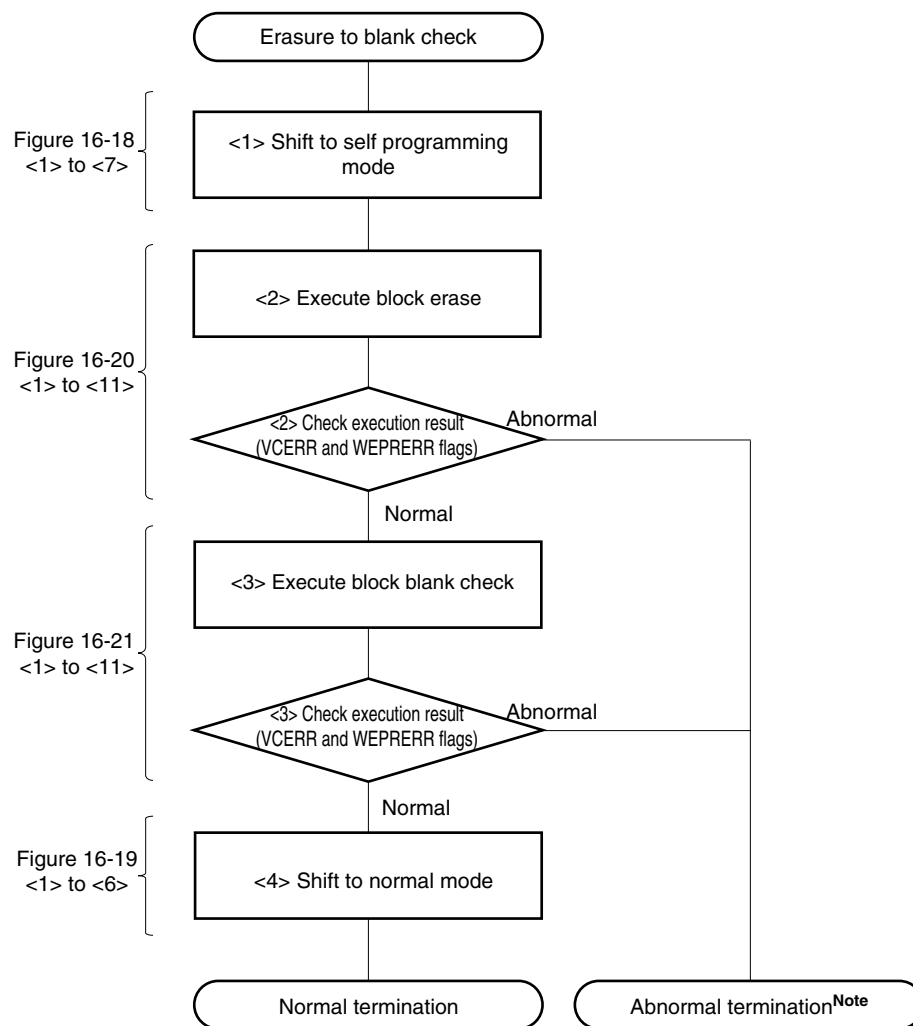 Erasure to blank check
Figure 16-18
<1> to <7>
<1> Shift to self programming
mode
<2> Execute block erase
Figure 16-20
<1> to <11>
<2> Check execution result
(VCERR and WEPRERR flags)
Abnormal
Normal
<3> Execute block blank check
Figure 16-21
<1> to <11>
<3> Check execution result
(VCERR and WEPRERR flags)
Abnormal
Normal
Figure 16-19
<1> to <6>
<4> Shift to normal mode
Normal termination
Abnormal termination Note